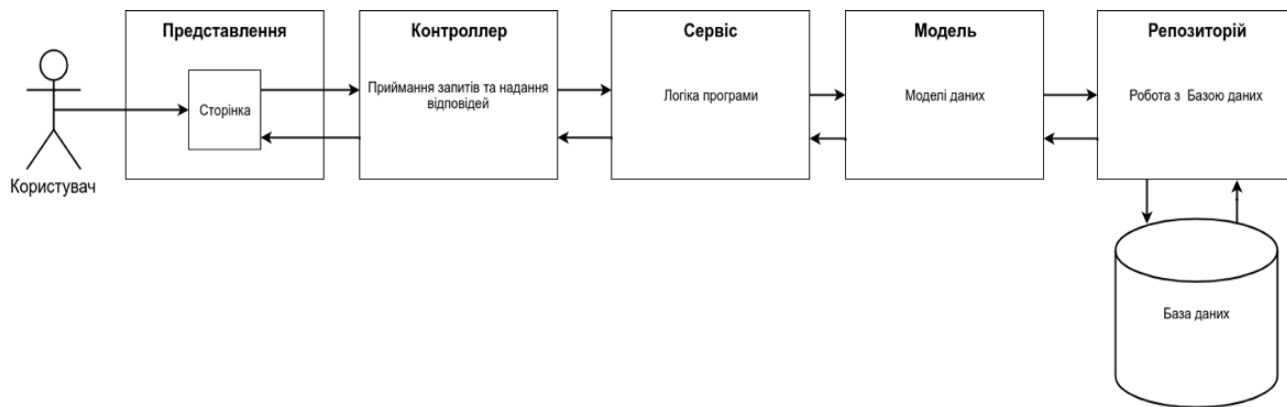 Представлення
Контроллер
Сервіс
Модель
Репозиторій
Сторінка
Приймання запитів та надання
відповідей
Логіка програми
Моделі даних
Робота з Базою даних
Користувач
База даних